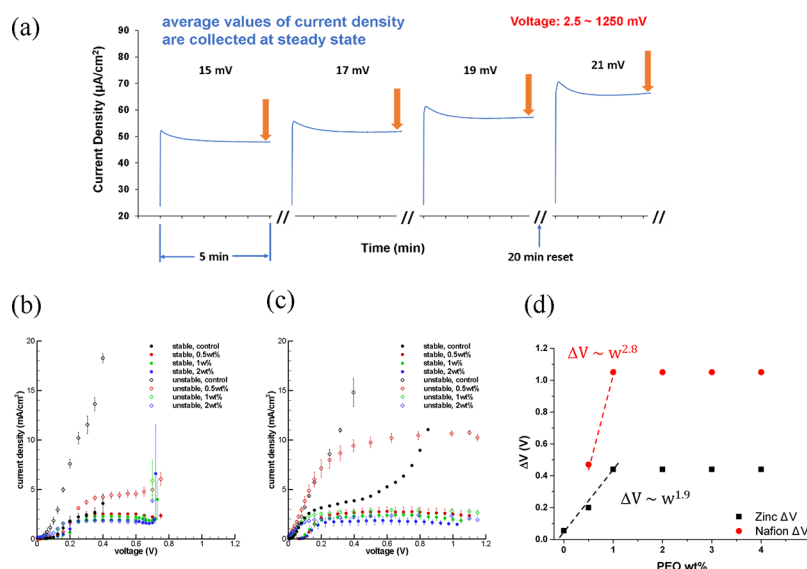 (a)
average values of current density
are collected at steady state
Voltage: 2.5 ~ 1250 mV
Current Density (µA/cm²)
90
80
70
60
50
40
30
20
15 mV
17 mV
19 mV
21 mV
//
//
//
//
5 min
Time (min)
20 min reset
(b)
current density (mA/cm²)
20
15
10
5
0
stable, control
stable, 0.5wt%
stable, 1w%
stable, 2wt%
unstable, control
unstable, 0.5wt%
unstable, 1wt%
unstable, 2wt%
0.0
0.2
0.4
0.6
0.8
1.0
1.2
voltage (V)
(c)
current density (mA/cm²)
20
15
10
5
0
stable, control
stable, 0.5wt%
stable, 1wt%
stable, 2wt%
unstable, control
unstable, 0.5wt%
unstable, 1wt%
unstable, 2wt%
0.0
0.2
0.4
0.6
0.8
1.0
1.2
voltage (V)
(d)
ΔV (V)
1.2
1.0
0.8
0.6
0.4
0.2
0.0
ΔV ~ w^2.8
ΔV ~ w^1.9
Zinc ΔV
Nafion ΔV
0
1
2
3
4
PEO wt%